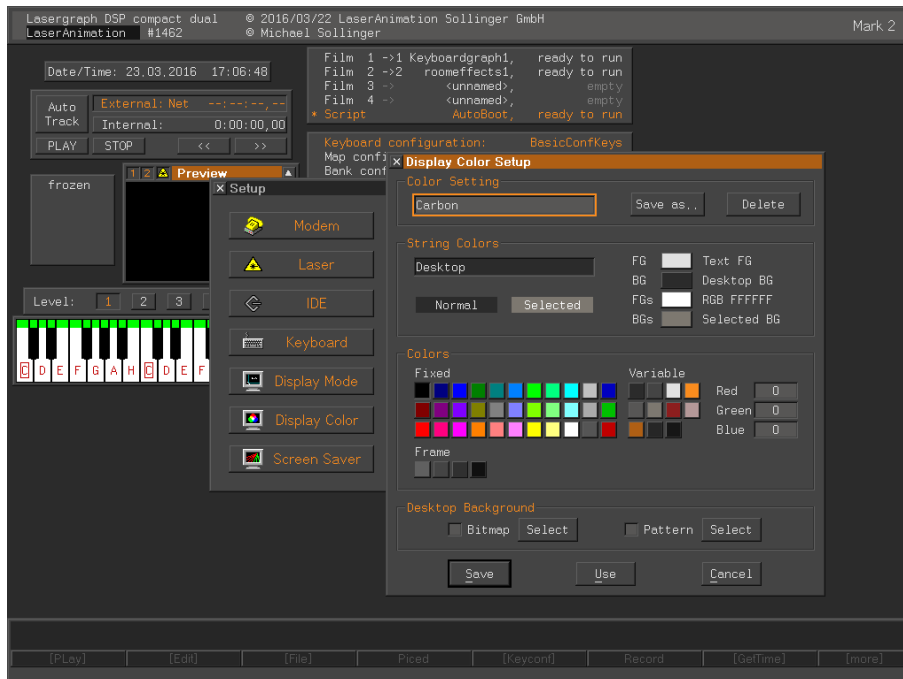 Lasergraph DSP compact dual © 2016/03/22 LaserAnimation Sollinger GmbH
LaserAnimation #1462 © Michael Sollinger
Mark 2
Date/Time: 23.03.2016 17:06:48
Film 1 ->1 Keyboardgraph1, ready to run
Film 2 ->2 roomeffects1, ready to run
Film 3 -> <unnamed>, empty
Film 4 -> <unnamed>, empty
* Script AutoBoot, ready to run
Auto Track
External: Net --:--:--,--
Internal: 0:00:00,00
PLAY STOP << >>
Keyboard configuration: BasicConfKeys
Map confi
Bank conf
frozen
1 2 Preview
Setup
Modem
Laser
IDE
Keyboard
Display Mode
Display Color
Screen Saver
Level: 1 2 3
C D E F G A H C D E F
Display Color Setup
Color Setting
Carbon Save as.. Delete
String Colors
Desktop
Normal Selected
FG Text FG
BG Desktop BG
FGs RGB FFFFFF
BGs Selected BG
Colors
Fixed Variable
Red 0
Green 0
Blue 0
Frame
Desktop Background
Bitmap Select Pattern Select
Save Use Cancel
[PLay] [Edit] [File] Piced [Keyconf] Record [GetTime] [more]